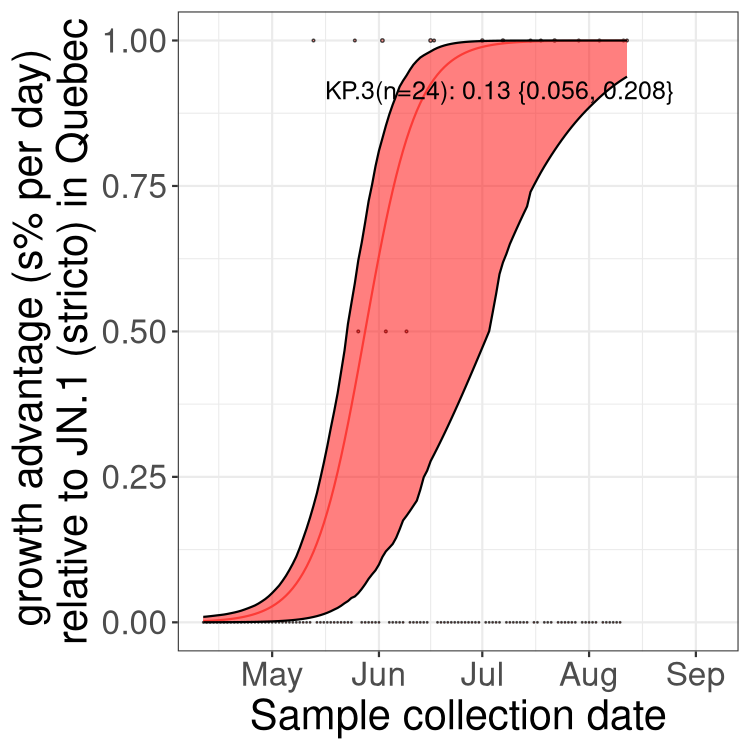 growth advantage (s% per day)
relative to JN.1 (stricto) in Quebec
1.00
0.75
0.50
0.25
0.00
KP.3(n=24): 0.13 {0.056, 0.208}
May Jun Jul Aug Sep
Sample collection date